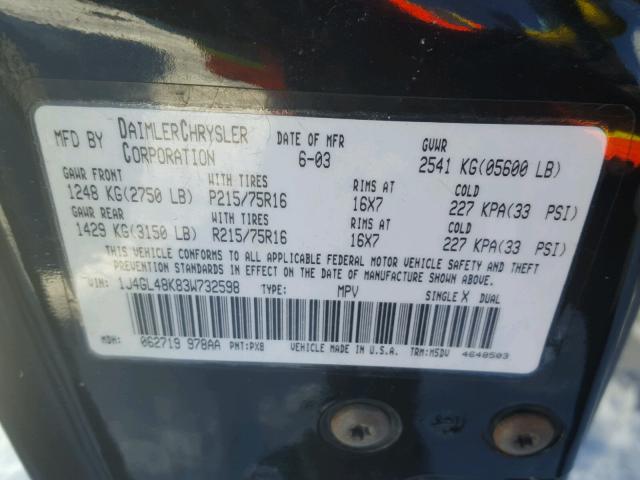 MFD BY DAIMLERCHRYSLER CORPORATION DATE OF MFR 6-03 GVWR 2541 KG(05600 LB)
GAWR FRONT WITH TIRES RIMS AT COLD
1248 KG(2750 LB) P215/75R16 16X7 227 KPA(33 PSI)
GAWR REAR WITH TIRES RIMS AT COLD
1429 KG(3150 LB) R215/75R16 16X7 227 KPA(33 PSI)
THIS VEHICLE CONFORMS TO ALL APPLICABLE FEDERAL MOTOR VEHICLE SAFETY AND THEFT
PREVENTION STANDARDS IN EFFECT ON THE DATE OF MANUFACTURE SHOWN ABOVE.
VIN: 1J4GL48K83W732598 TYPE: MPV SINGLE X DUAL
MDH: 062719 978AA PNT:PX8 VEHICLE MADE IN U.S.A. TRM:M5DV 4648503